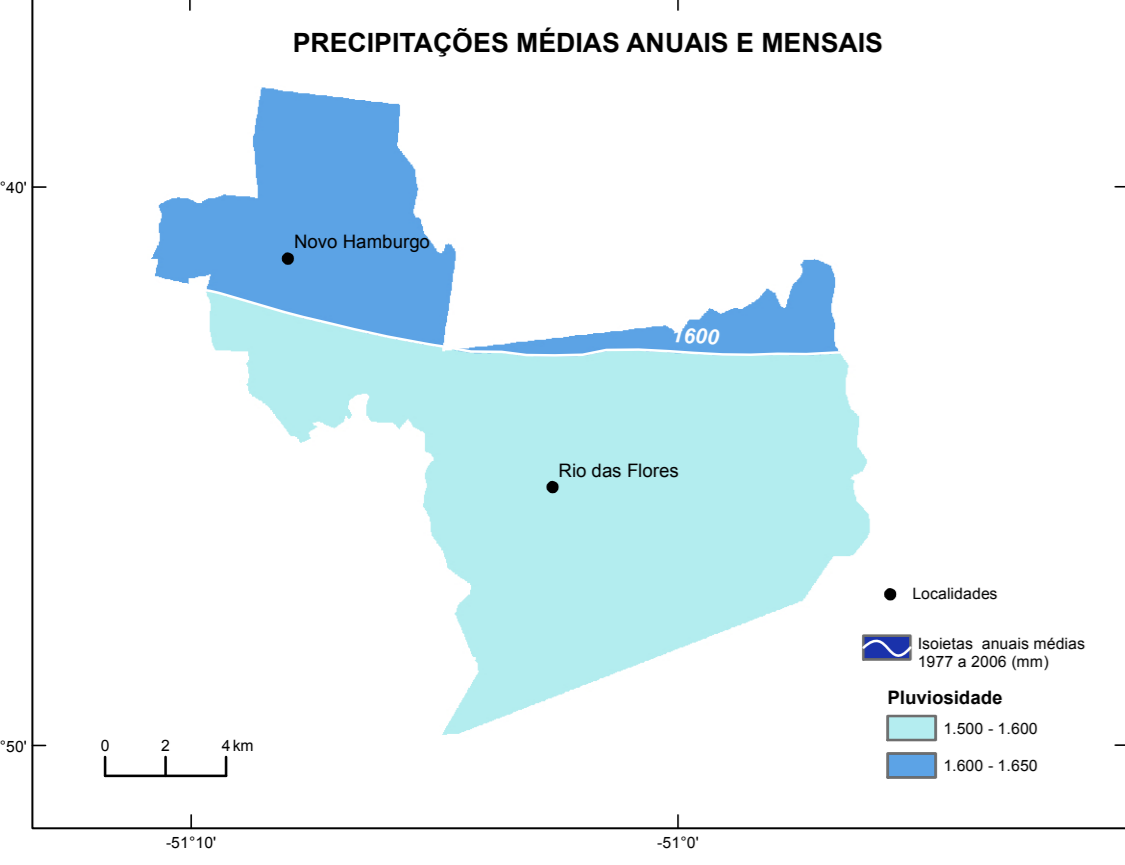 PRECIPITAÇÕES MÉDIAS ANUAIS E MENSAIS
°40'
Novo Hamburgo
1600
Rio das Flores
Localidades
Isoietas anuais médias
1977 a 2006 (mm)
Pluviosidade
1.500 - 1.600
1.600 - 1.650
0 2 4 km
°50'
-51°10' -51°0'